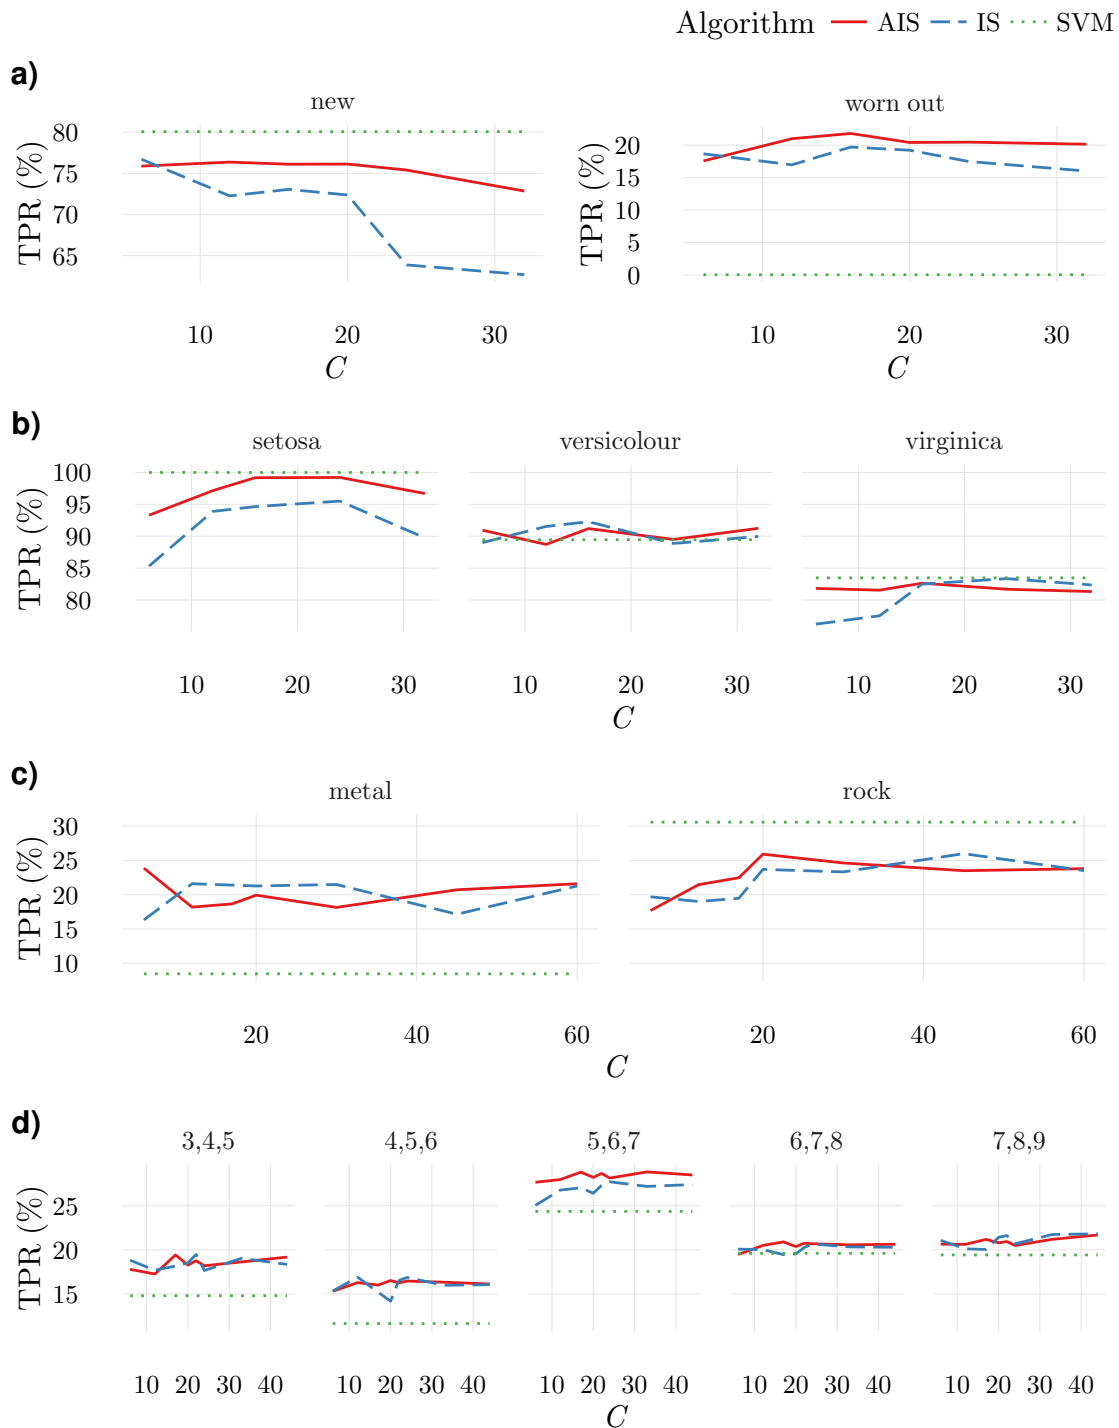 Algorithm AIS IS SVM
a)
new worn out
TPR (%) 80 75 70 65
TPR (%) 20 15 10 5 0
10 20 30 10 20 30
C C
b)
setosa versicolour virginica
TPR (%) 100 95 90 85 80
10 20 30 10 20 30 10 20 30
C
c)
metal rock
TPR (%) 30 25 20 15 10
20 40 60 20 40 60
C
d)
3,4,5 4,5,6 5,6,7 6,7,8 7,8,9
TPR (%) 25 20 15
10 20 30 40 10 20 30 40 10 20 30 40 10 20 30 40 10 20 30 40
C